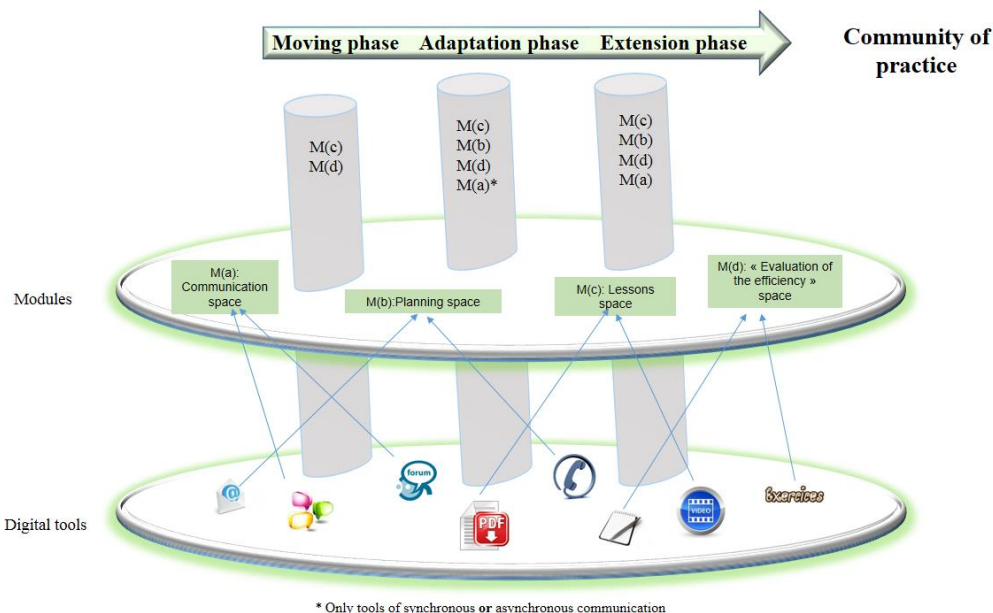 Moving phase Adaptation phase Extension phase
Community of
practice
M(c)
M(d)
M(c)
M(b)
M(d)
M(a)*
M(c)
M(b)
M(d)
M(a)
Modules
M(a):
Communication
space
M(b):Planning space
M(c): Lessons
space
M(d): « Evaluation of
the efficiency »
space
Digital tools
@
forum
PDF
VIDEO
Exercices
* Only tools of synchronous or asynchronous communication